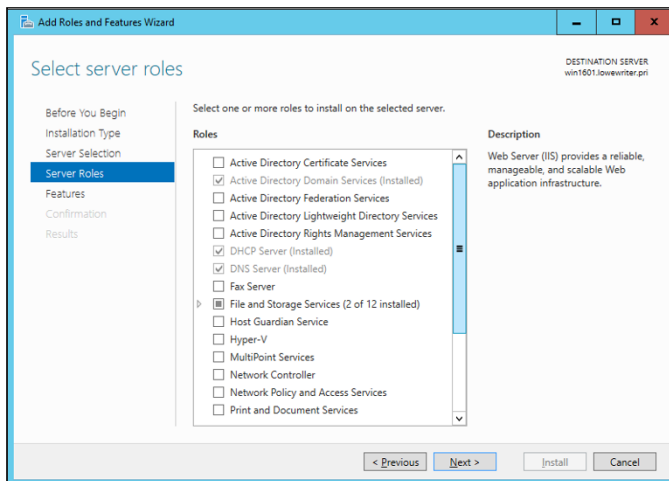 Add Roles and Features Wizard
Select server roles
DESTINATION SERVER
win1601.lowewriter.pri
Before You Begin
Installation Type
Server Selection
Server Roles
Features
Confirmation
Results
Select one or more roles to install on the selected server.
Roles
Active Directory Certificate Services
Active Directory Domain Services (Installed)
Active Directory Federation Services
Active Directory Lightweight Directory Services
Active Directory Rights Management Services
DHCP Server (Installed)
DNS Server (Installed)
Fax Server
File and Storage Services (2 of 12 installed)
Host Guardian Service
Hyper-V
MultiPoint Services
Network Controller
Network Policy and Access Services
Print and Document Services
Description
Web Server (IIS) provides a reliable,
manageable, and scalable Web
application infrastructure.
< Previous
Next >
Install
Cancel